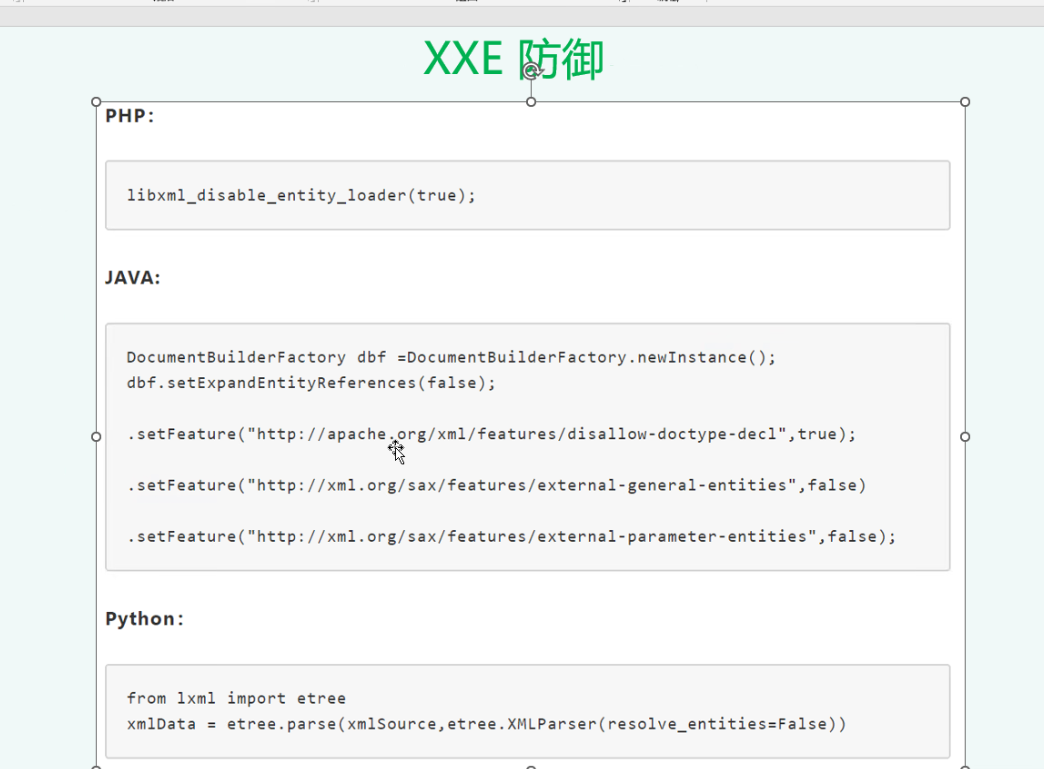 XXE 防御
PHP:
libxml_disable_entity_loader(true);
JAVA:
DocumentBuilderFactory dbf =DocumentBuilderFactory.newInstance();
dbf.setExpandEntityReferences(false);
.setFeature("http://apache.org/xml/features/disallow-doctype-decl",true);
.setFeature("http://xml.org/sax/features/external-general-entities",false)
.setFeature("http://xml.org/sax/features/external-parameter-entities",false);
Python:
from lxml import etree
xmlData = etree.parse(xmlSource,etree.XMLParser(resolve_entities=False))